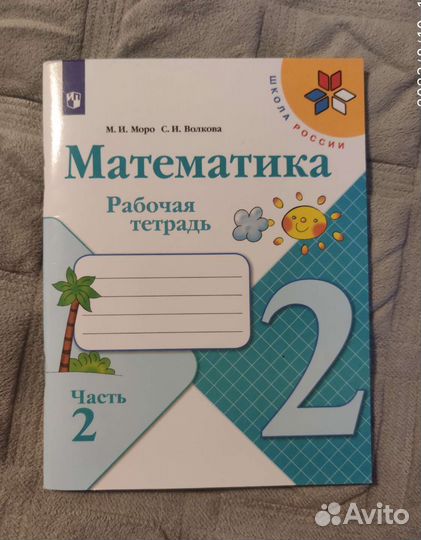 ШКОЛА РОССИИ
М. И. Моро С. И. Волкова
Математика
Рабочая
тетрадь
2
Часть
2
Avito